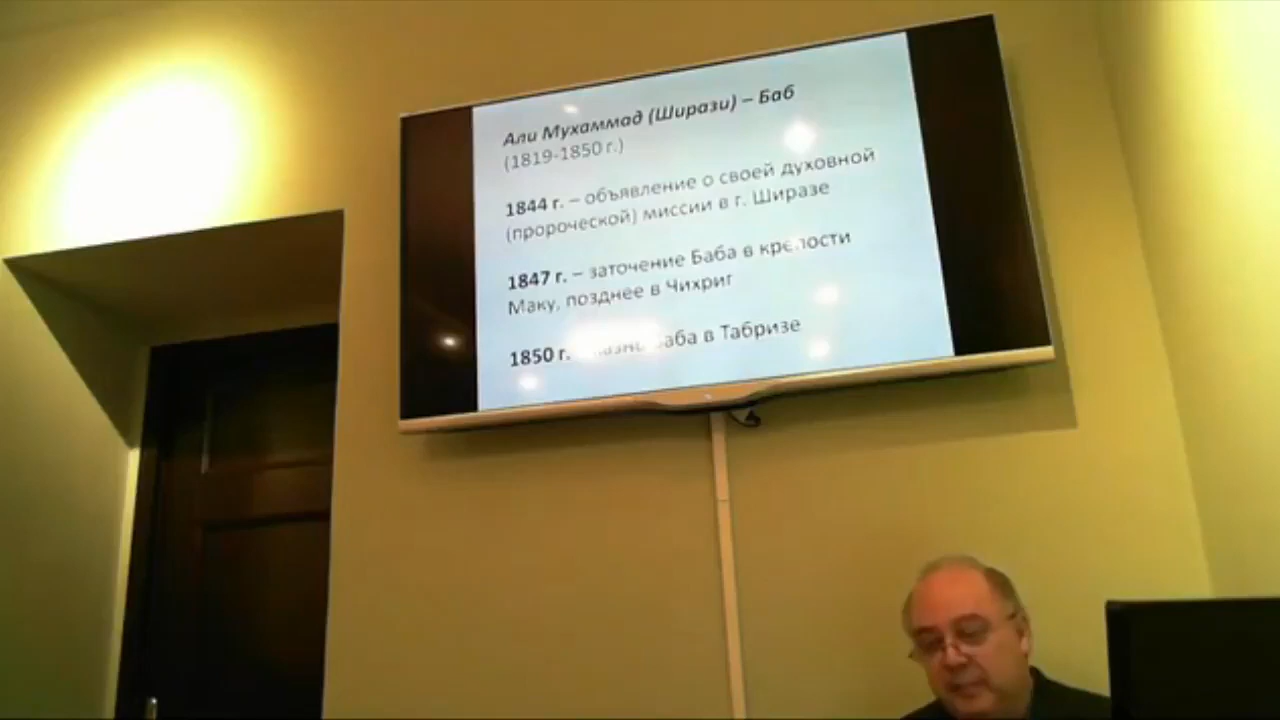 Али Мухаммад (Ширази) – Баб
(1819-1850 г.)
1844 г. – объявление о своей духовной
(пророческой) миссии в г. Ширазе
1847 г. – заточение Баба в крепости
Маку, позднее в Чихриг
1850 г. Баба в Табризе